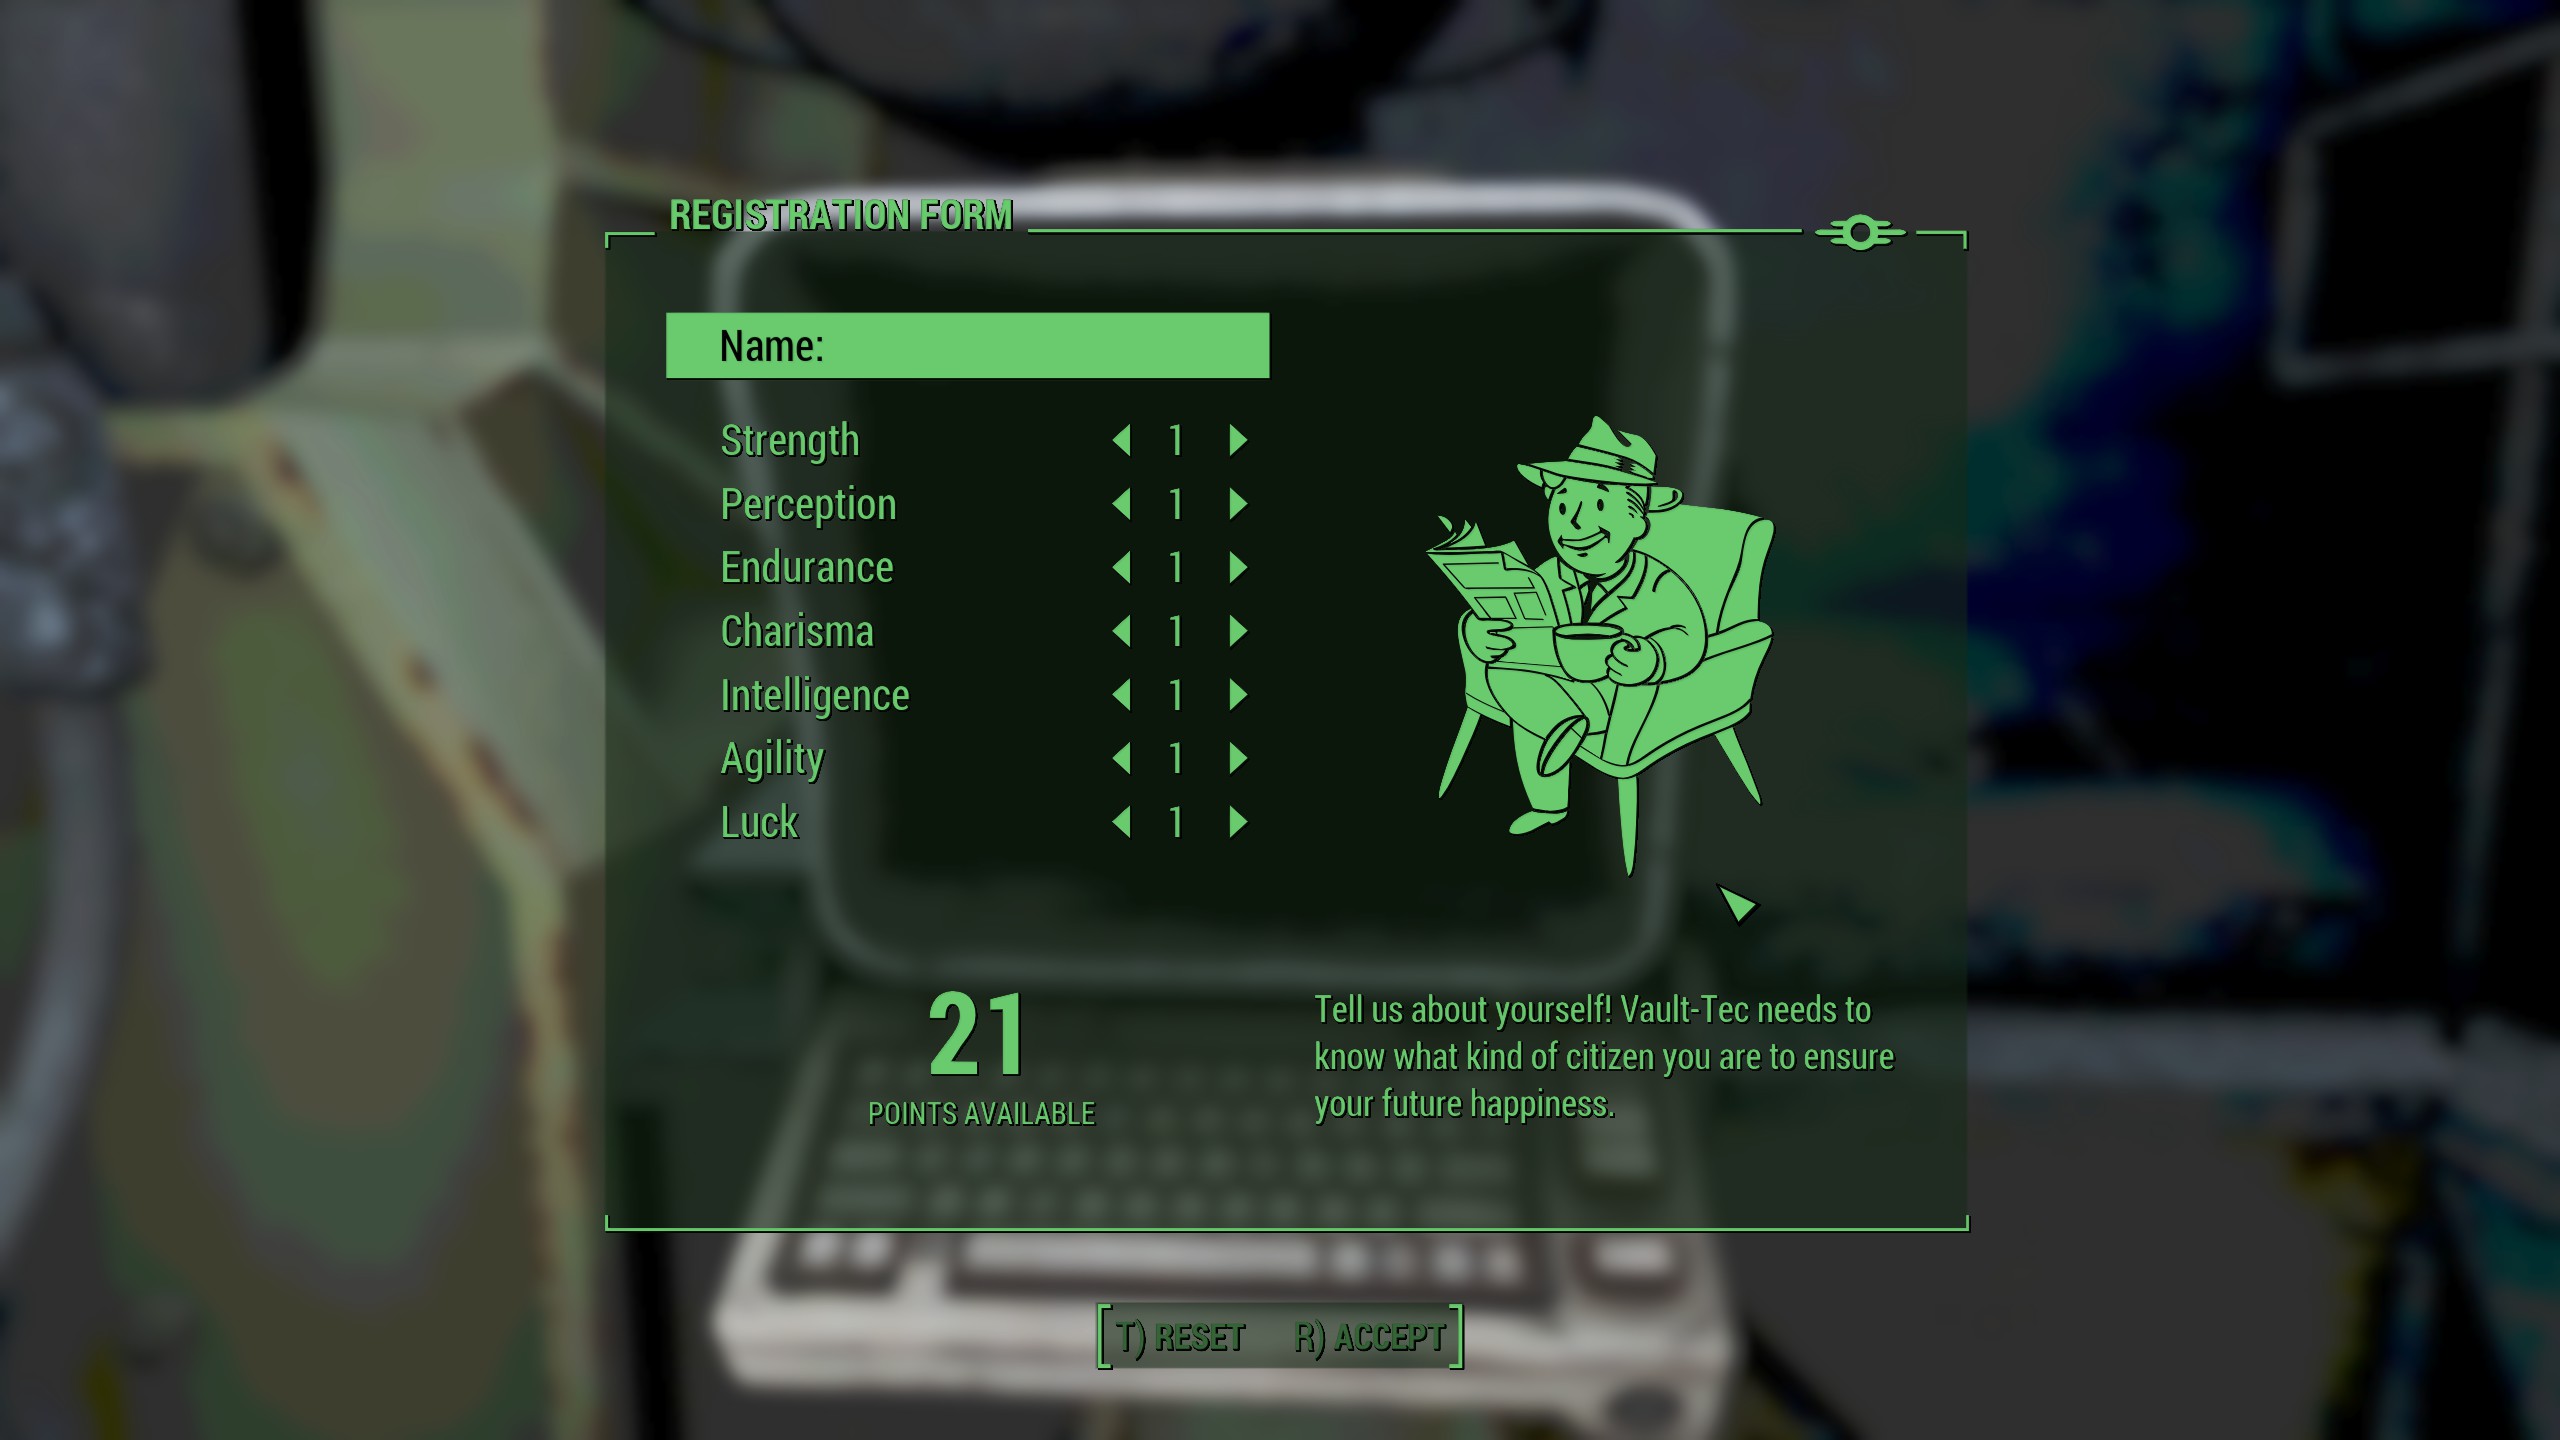 REGISTRATION FORM
Name:
Strength 1
Perception 1
Endurance 1
Charisma 1
Intelligence 1
Agility 1
Luck 1
21
POINTS AVAILABLE
Tell us about yourself! Vault-Tec needs to
know what kind of citizen you are to ensure
your future happiness.
T) RESET R) ACCEPT